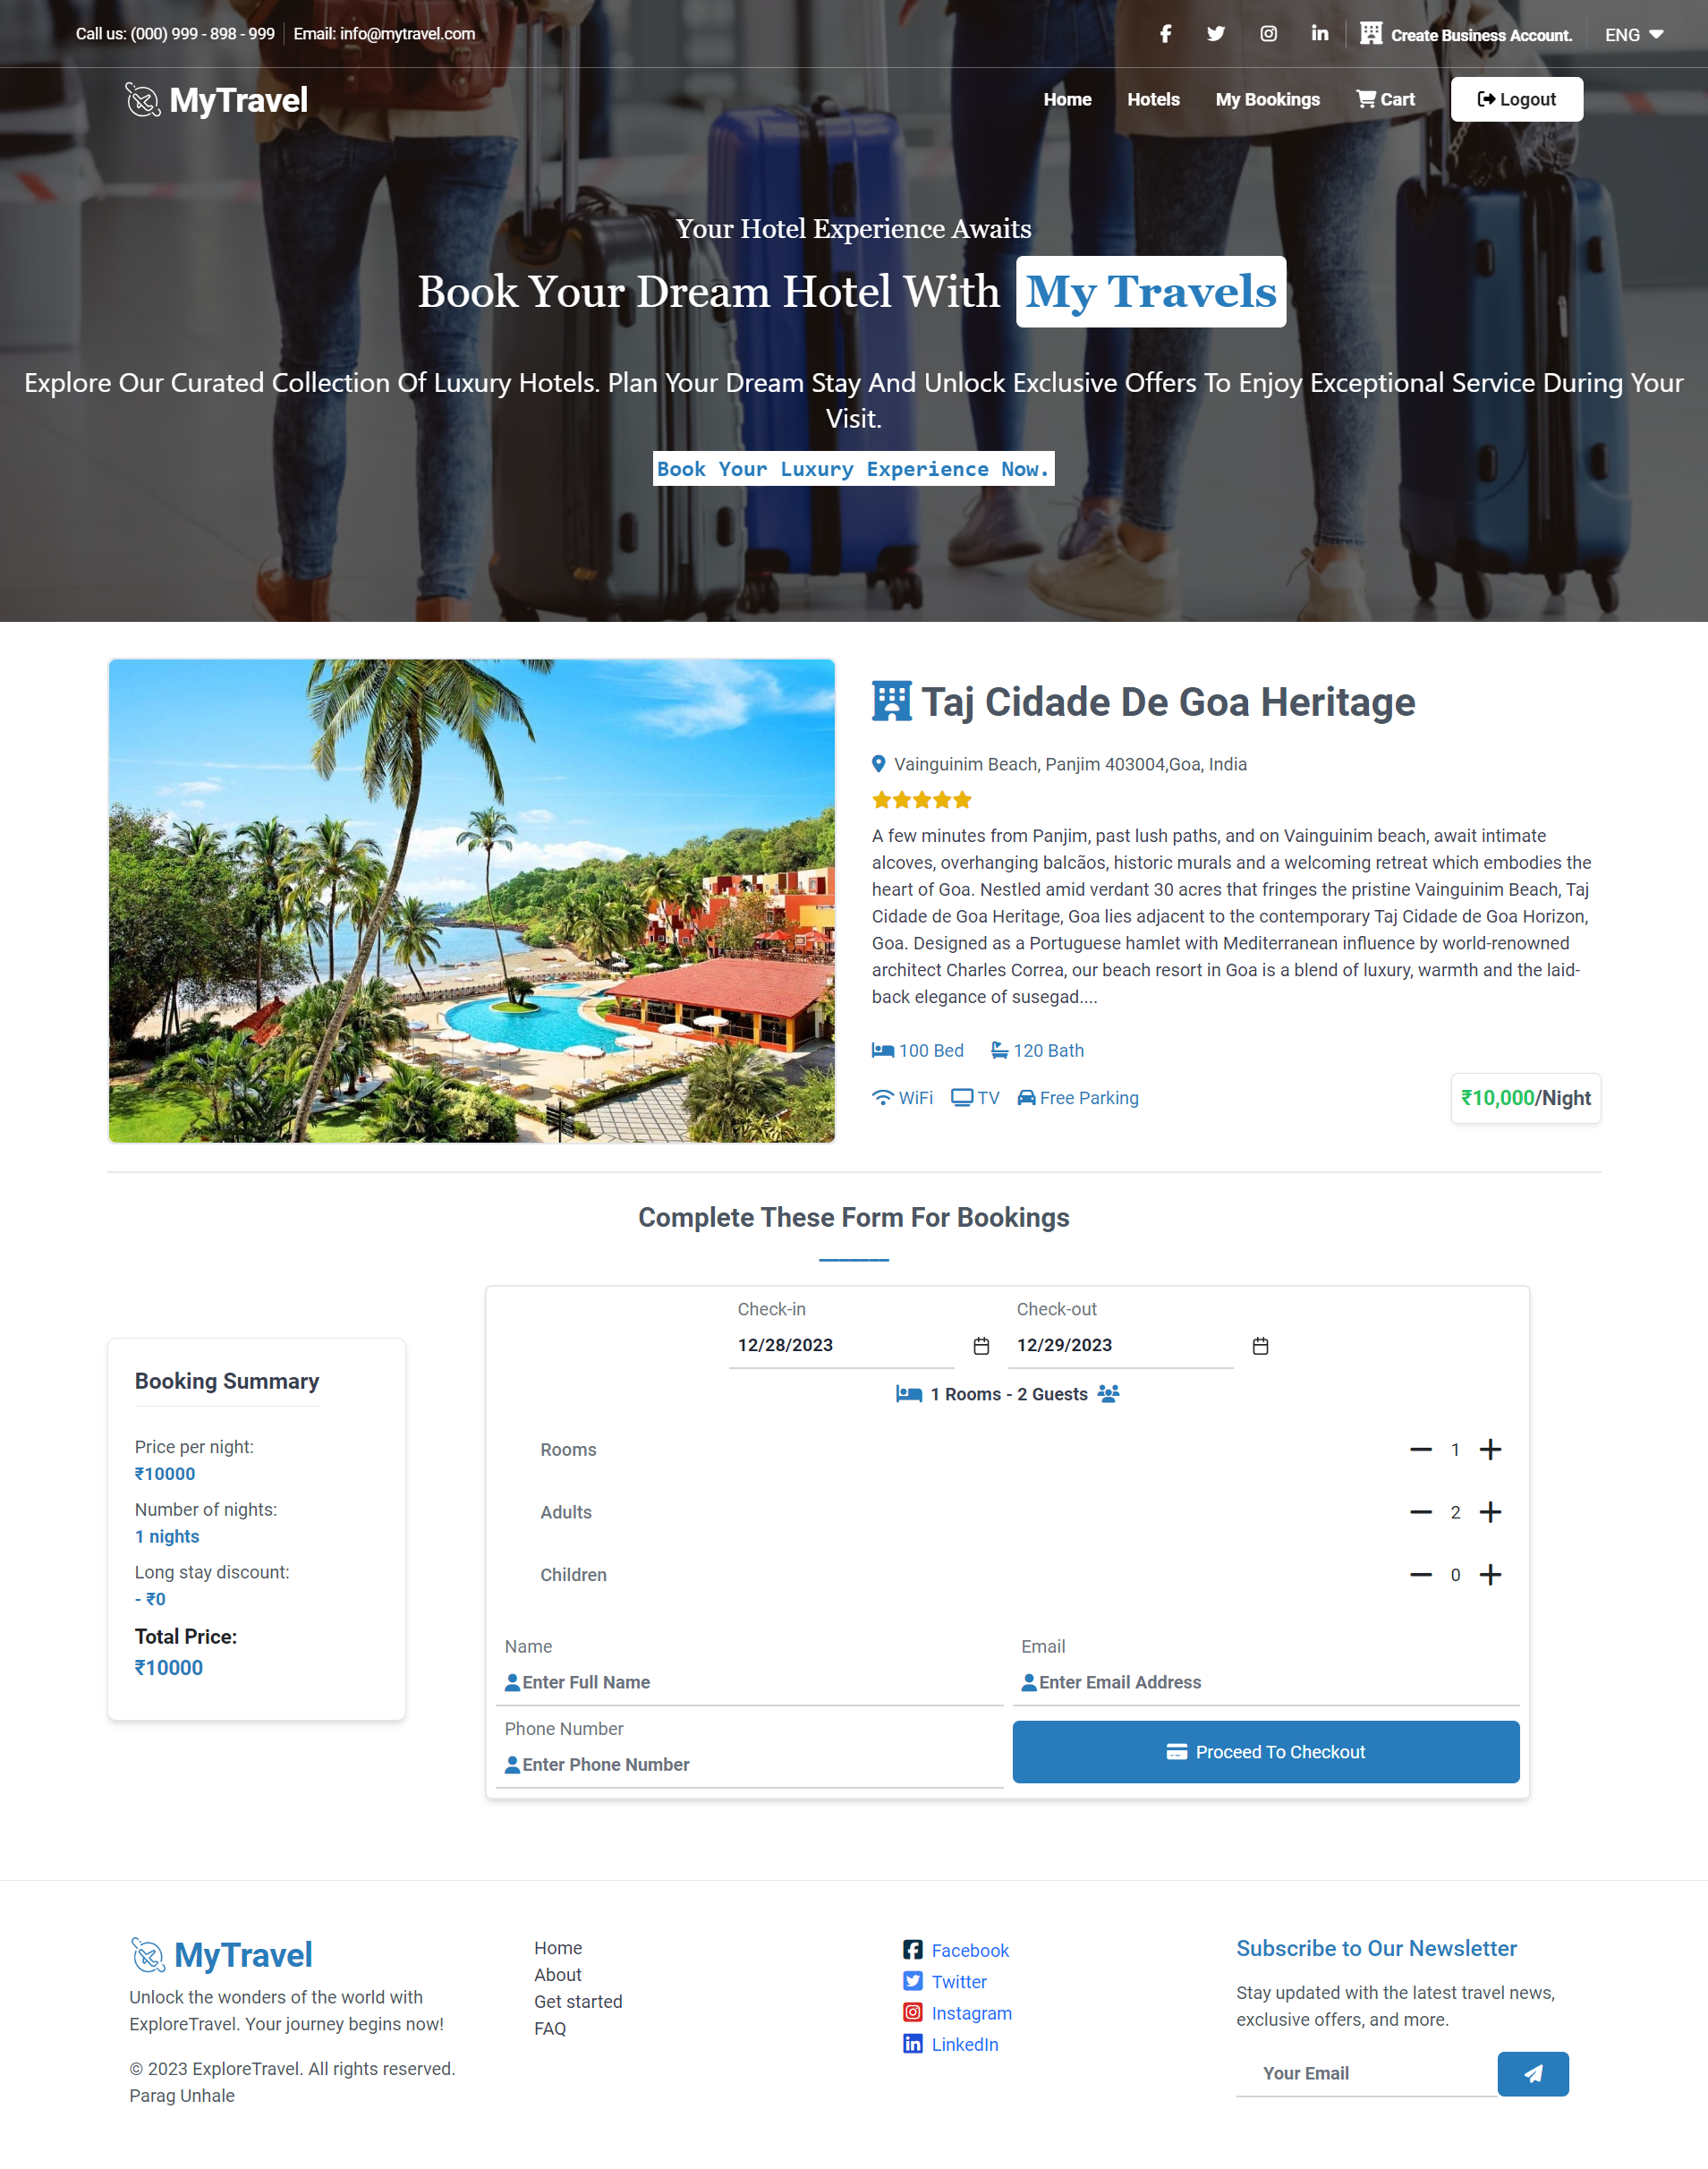 Call us: (000) 999 - 898 - 999
Email: info@mytravel.com
Create Business Account.
ENG
MyTravel
Home
Hotels
My Bookings
Cart
Logout
Your Hotel Experience Awaits
Book Your Dream Hotel With My Travels
Explore Our Curated Collection Of Luxury Hotels. Plan Your Dream Stay And Unlock Exclusive Offers To Enjoy Exceptional Service During Your
Visit.
Book Your Luxury Experience Now.
Taj Cidade De Goa Heritage
Vainguinim Beach, Panjim 403004,Goa, India
A few minutes from Panjim, past lush paths, and on Vainguinim beach, await intimate
alcoves, overhanging balcãos, historic murals and a welcoming retreat which embodies the
heart of Goa. Nestled amid verdant 30 acres that fringes the pristine Vainguinim Beach, Taj
Cidade de Goa Heritage, Goa lies adjacent to the contemporary Taj Cidade de Goa Horizon,
Goa. Designed as a Portuguese hamlet with Mediterranean influence by world-renowned
architect Charles Correa, our beach resort in Goa is a blend of luxury, warmth and the laid-
back elegance of susegad....
100 Bed
120 Bath
WiFi
TV
Free Parking
₹10,000/Night
Complete These Form For Bookings
Booking Summary
Price per night:
₹10000
Number of nights:
1 nights
Long stay discount:
- ₹0
Total Price:
₹10000
Check-in
12/28/2023
Check-out
12/29/2023
1 Rooms - 2 Guests
Rooms
1
Adults
2
Children
0
Name
Enter Full Name
Email
Enter Email Address
Phone Number
Enter Phone Number
Proceed To Checkout
MyTravel
Unlock the wonders of the world with
ExploreTravel. Your journey begins now!
© 2023 ExploreTravel. All rights reserved.
Parag Unhale
Home
About
Get started
FAQ
Facebook
Twitter
Instagram
LinkedIn
Subscribe to Our Newsletter
Stay updated with the latest travel news,
exclusive offers, and more.
Your Email